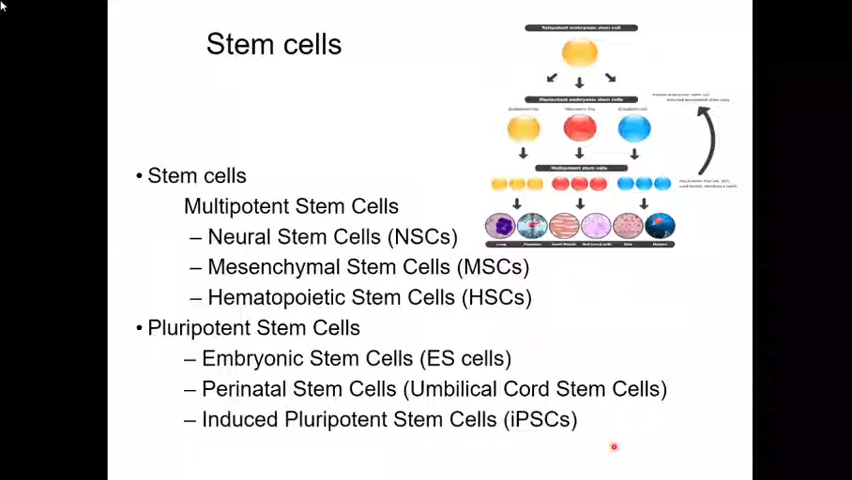 Stem cells
Totipotent embryonic stem cell
Pluripotent embryonic stem cells
Multipotent stem cells
• Stem cells
Multipotent Stem Cells
– Neural Stem Cells (NSCs)
– Mesenchymal Stem Cells (MSCs)
– Hematopoietic Stem Cells (HSCs)
• Pluripotent Stem Cells
– Embryonic Stem Cells (ES cells)
– Perinatal Stem Cells (Umbilical Cord Stem Cells)
– Induced Pluripotent Stem Cells (iPSCs)